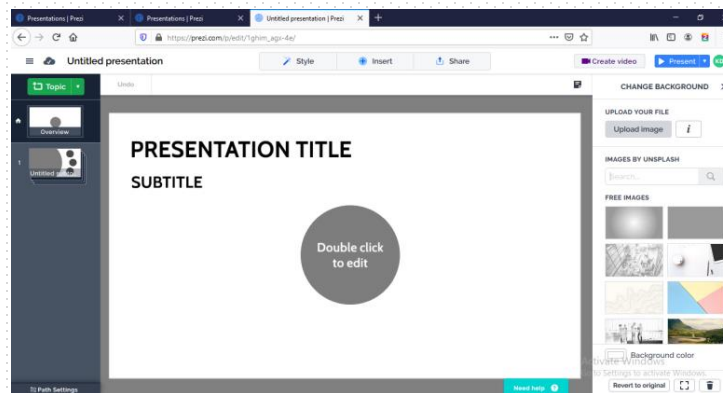 Presentations | Prezi
Presentations | Prezi
Untitled presentation | Prezi
https://prezi.com/p/edit/1ghim_agi-4e/
Untitled presentation
Style
Insert
Share
Create video
Present
Topic
Undo
CHANGE BACKGROUND
Overview
1
Untitled
PRESENTATION TITLE
SUBTITLE
Double click
to edit
UPLOAD YOUR FILE
Upload image
i
IMAGES BY UNSPLASH
Search...
FREE IMAGES
Background color
Activate Windows
to Settings to activate Windows.
Path Settings
Need help ?
Revert to original